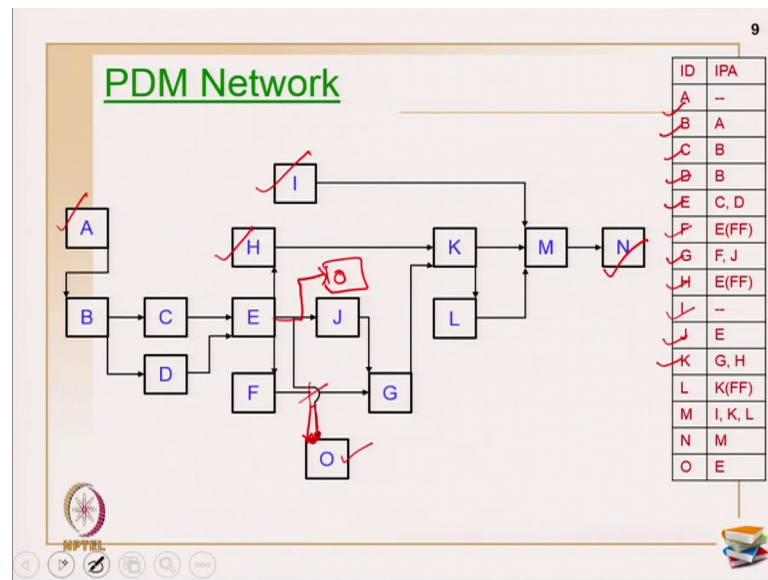 9
PDM Network
I
A
H
K
M
N
O
B
C
E
J
L
D
F
G
O
ID IPA
A --
B A
C B
D B
E C, D
F E(FF)
G F, J
H E(FF)
I --
J E
K G, H
L K(FF)
M I, K, L
N M
O E
NPTEL